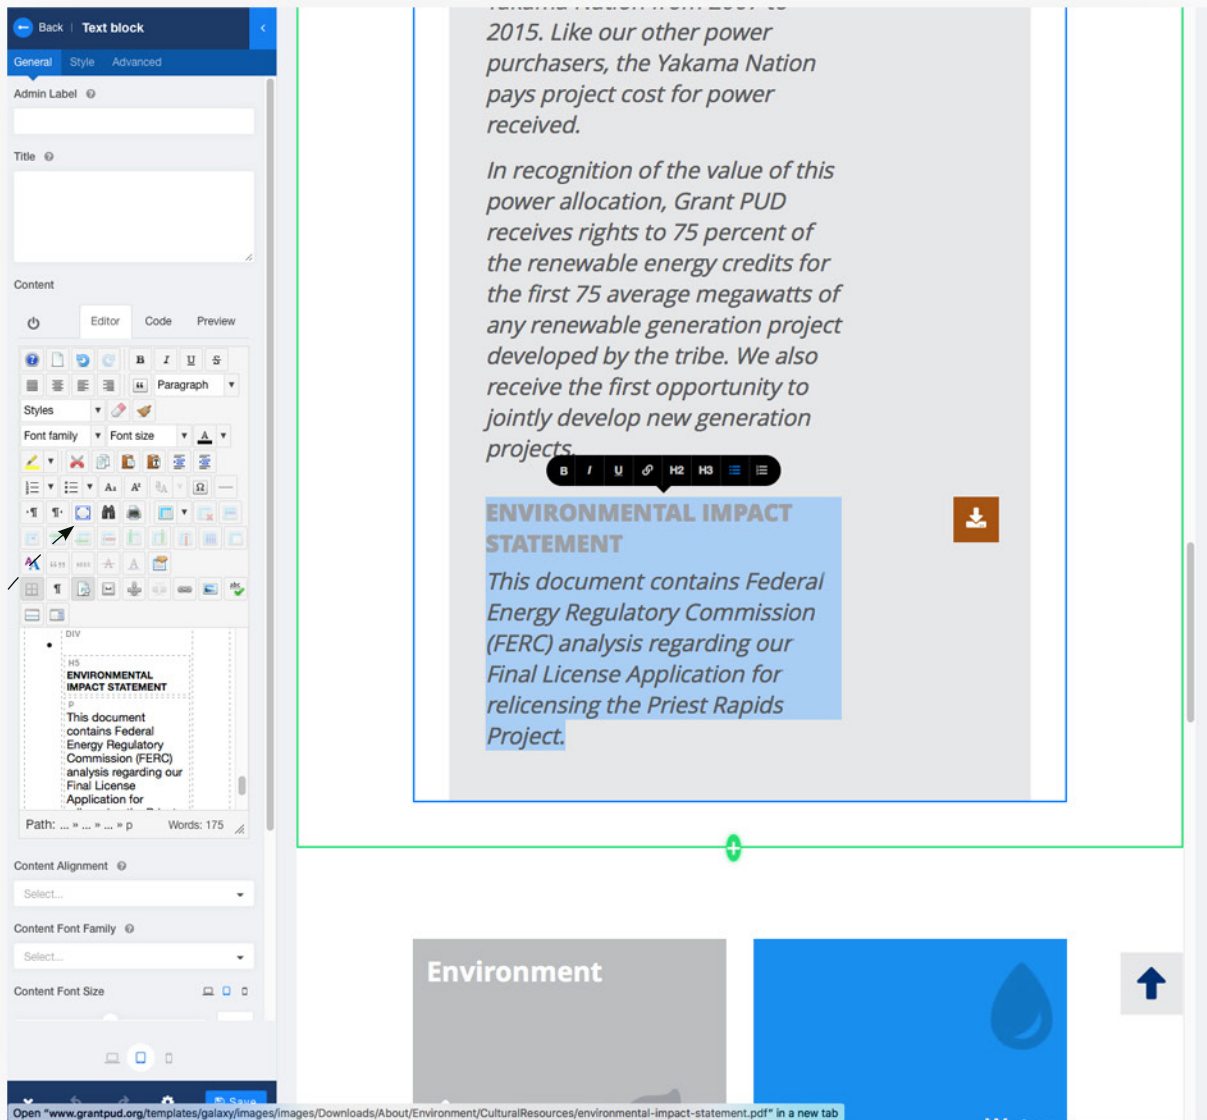 Back | Text block
General Style Advanced
Admin Label
Title
Content
Editor Code Preview
B I U S
Paragraph
Styles
Font family Font size A
DIV
H5
ENVIRONMENTAL
IMPACT STATEMENT
p
This document
contains Federal
Energy Regulatory
Commission (FERC)
analysis regarding our
Final License
Application for
Path: ... » ... » ... » p Words: 175
Content Alignment
Select...
Content Font Family
Select...
Content Font Size
Save
2015. Like our other power
purchasers, the Yakama Nation
pays project cost for power
received.
In recognition of the value of this
power allocation, Grant PUD
receives rights to 75 percent of
the renewable energy credits for
the first 75 average megawatts of
any renewable generation project
developed by the tribe. We also
receive the first opportunity to
jointly develop new generation
projects.
B I U H2 H3
ENVIRONMENTAL IMPACT
STATEMENT
This document contains Federal
Energy Regulatory Commission
(FERC) analysis regarding our
Final License Application for
relicensing the Priest Rapids
Project.
Environment
Open "www.grantpud.org/templates/galaxy/images/images/Downloads/About/Environment/CulturalResources/environmental-impact-statement.pdf" in a new tab